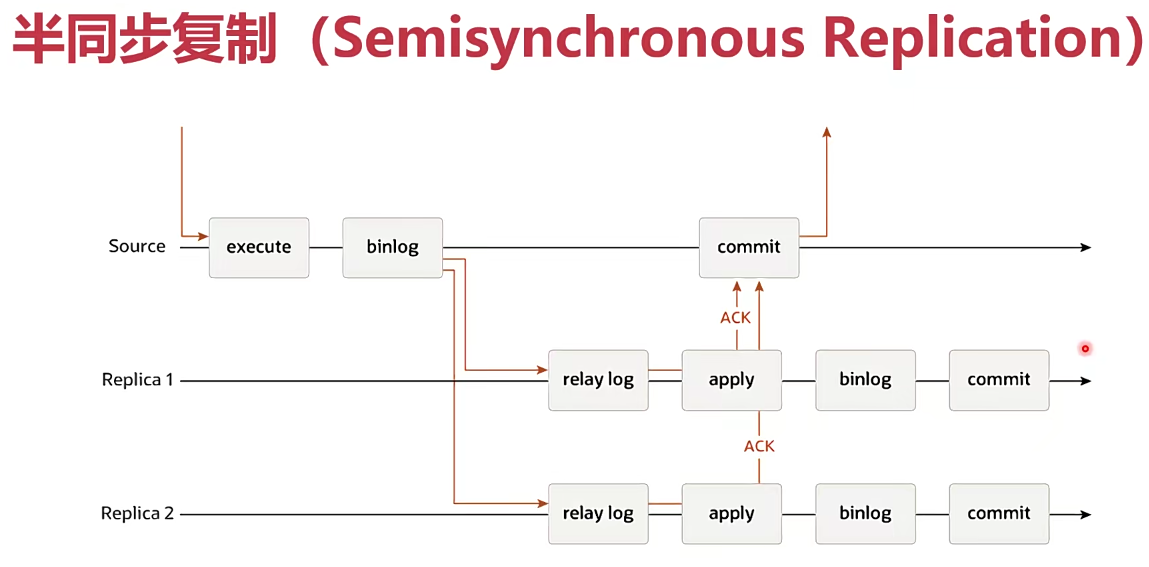 半同步复制（Semisynchronous Replication）
Source
execute
binlog
commit
ACK
Replica 1
relay log
apply
binlog
commit
ACK
Replica 2
relay log
apply
binlog
commit